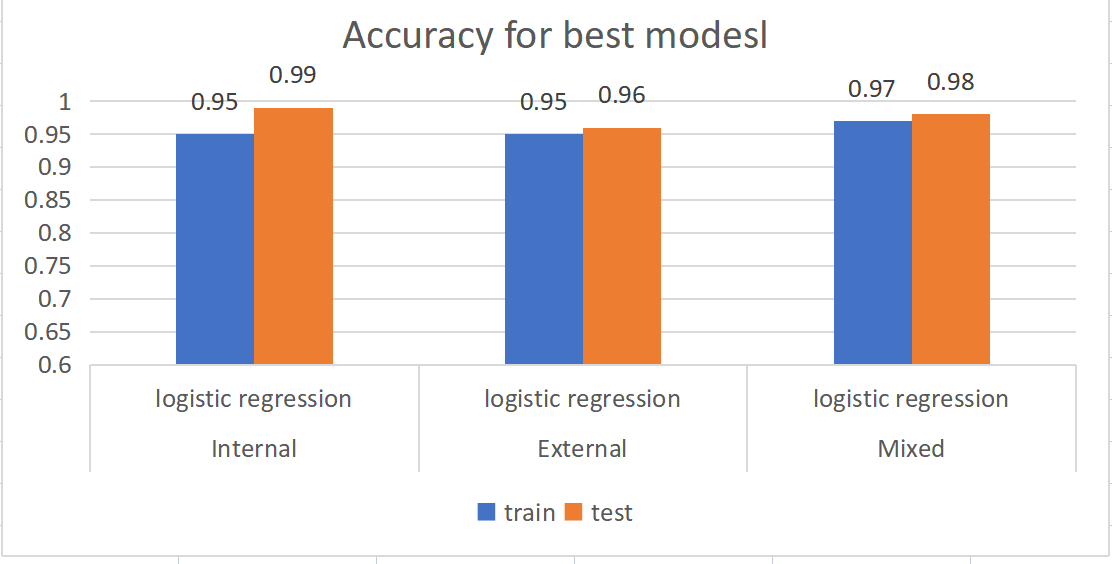 Accuracy for best modesl
0.95 0.99 0.95 0.96 0.97 0.98
1
0.95
0.9
0.85
0.8
0.75
0.7
0.65
0.6
logistic regression logistic regression logistic regression
Internal External Mixed
train test